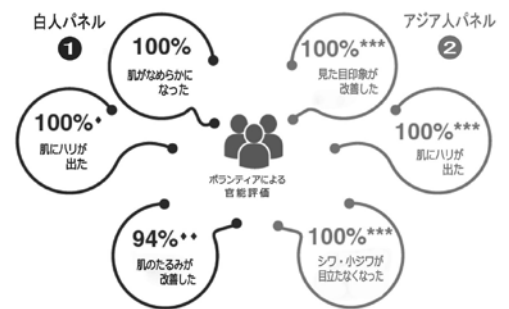 白人パネル
❶
100%
肌がなめらかに
なった
100%♦
肌にハリが
出た
94%♦♦
肌のたるみが
改善した
ボランティアによる
官能評価
アジア人パネル
❷
100%***
見た目印象が
改善した
100%***
肌にハリが
出た
100%***
シワ・小ジワが
目立たなくなった